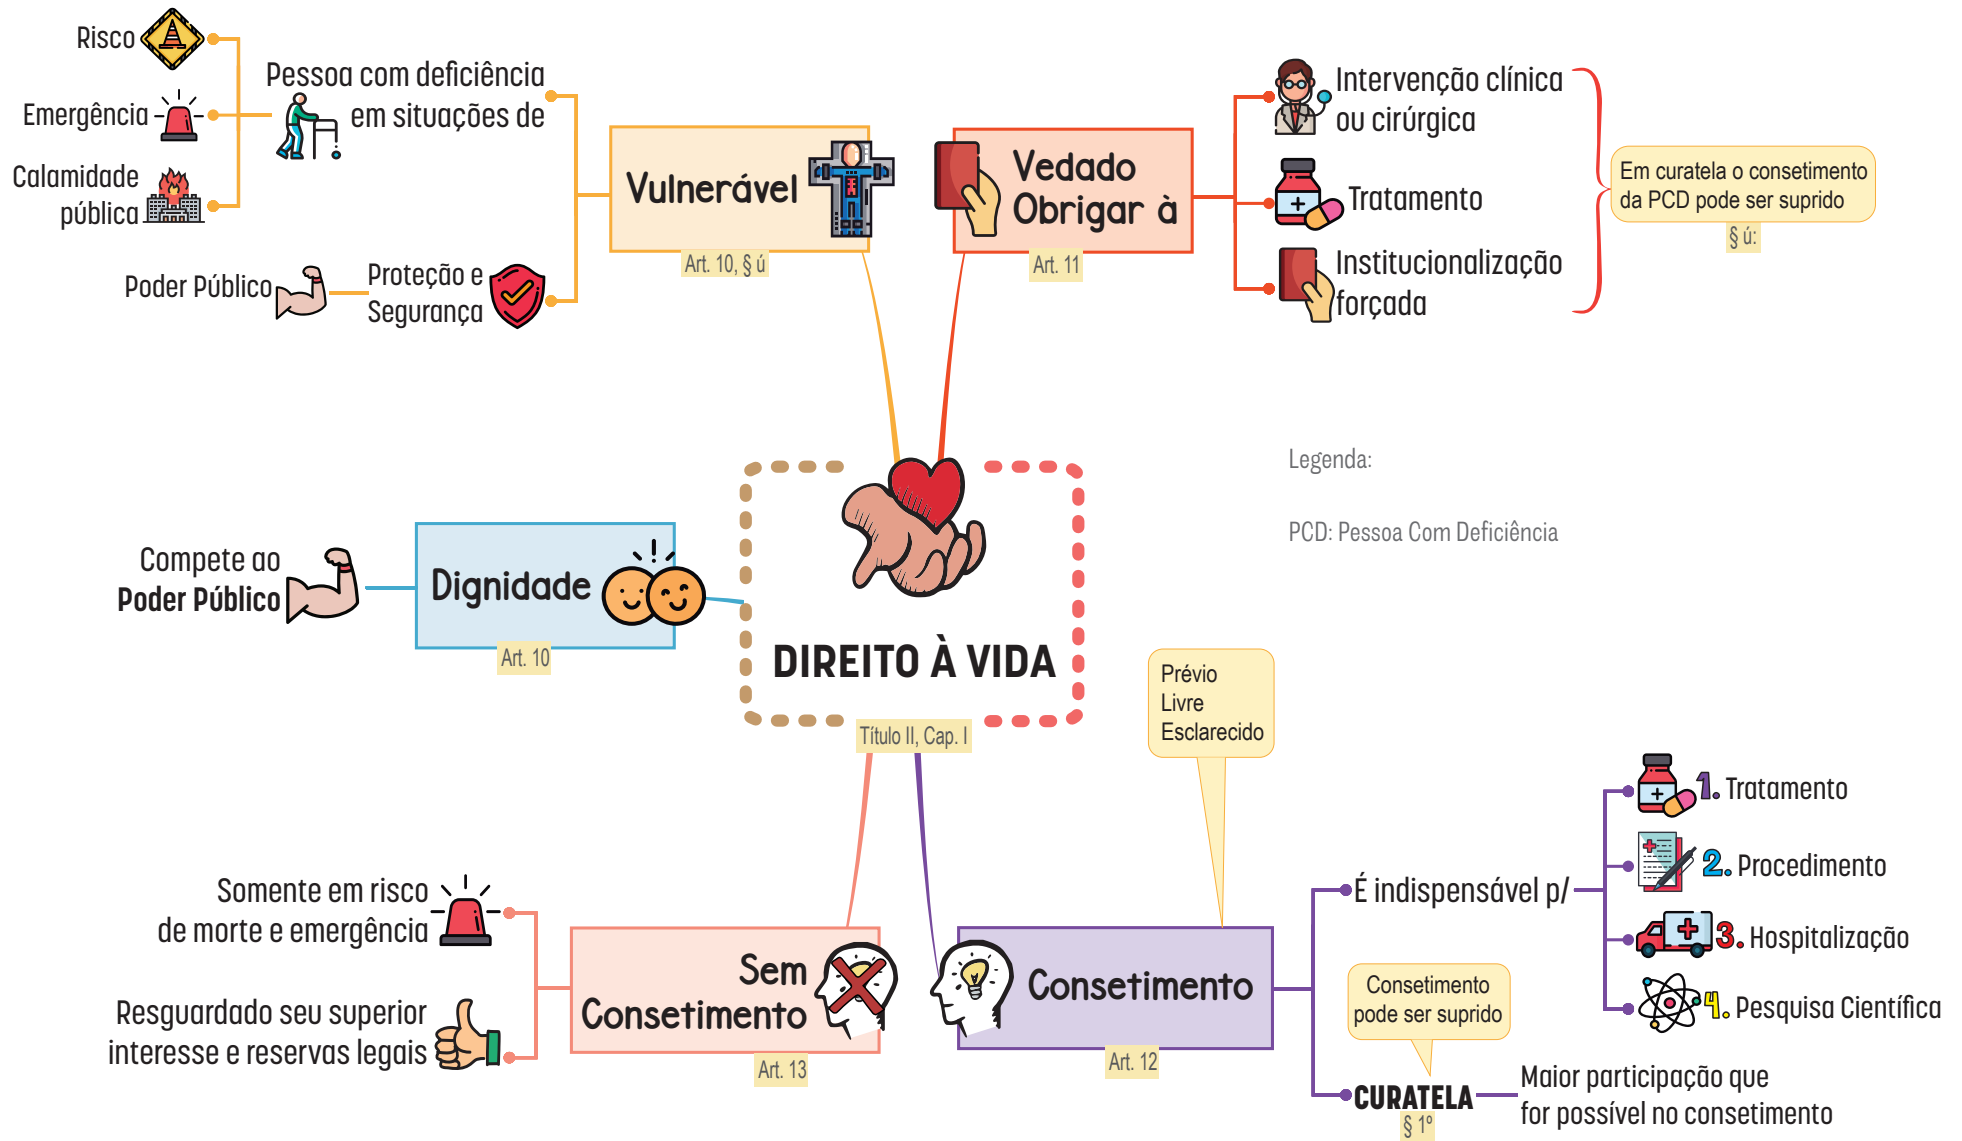 Risco
Emergência
Calamidade
pública
Pessoa com deficiência
em situações de
Vulnerável
Art. 10, § ú
Poder Público
Proteção e
Segurança
Vedado
Obrigar à
Art. 11
Intervenção clínica
ou cirúrgica
Tratamento
Institucionalização
forçada
Em curatela o consetimento
da PCD pode ser suprido
§ ú:
Legenda:
PCD: Pessoa Com Deficiência
Compete ao
Poder Público
Dignidade
Art. 10
DIREITO À VIDA
Título II, Cap. I
Somente em risco
de morte e emergência
Resguardado seu superior
interesse e reservas legais
Sem
Consetimento
Art. 13
Prévio
Livre
Esclarecido
Consetimento
Art. 12
É indispensável p/
1. Tratamento
2. Procedimento
3. Hospitalização
4. Pesquisa Científica
Consetimento
pode ser suprido
CURATELA
§ 1º
Maior participação que
for possível no consetimento